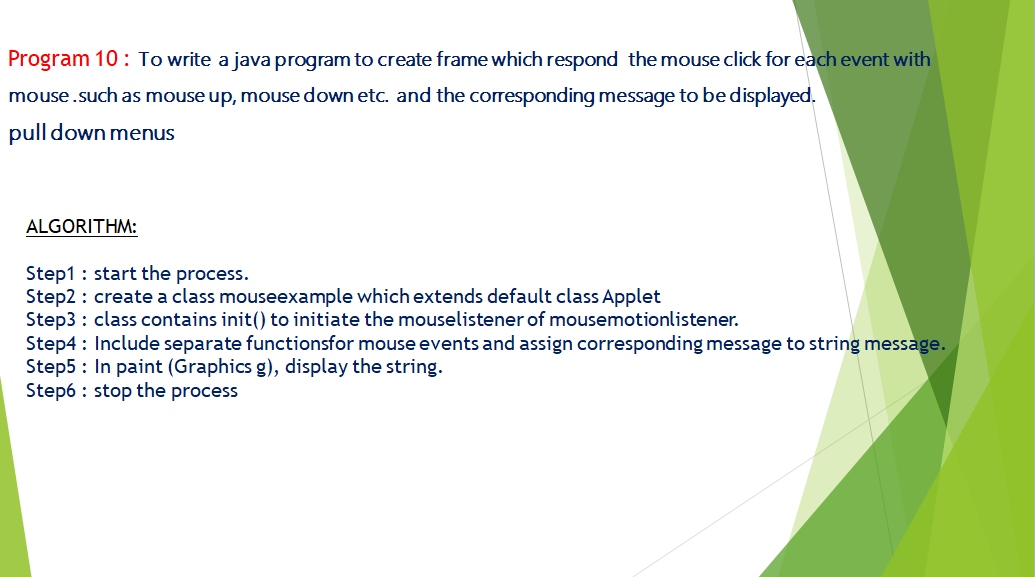 Program 10 : To write a java program to create frame which respond the mouse click for each event with
mouse .such as mouse up, mouse down etc. and the corresponding message to be displayed.
pull down menus
ALGORITHM:
Step1 : start the process.
Step2 : create a class mouseexample which extends default class Applet
Step3 : class contains init() to initiate the mouselistener of mousemotionlistener.
Step4 : Include separate functionsfor mouse events and assign corresponding message to string message.
Step5 : In paint (Graphics g), display the string.
Step6 : stop the process